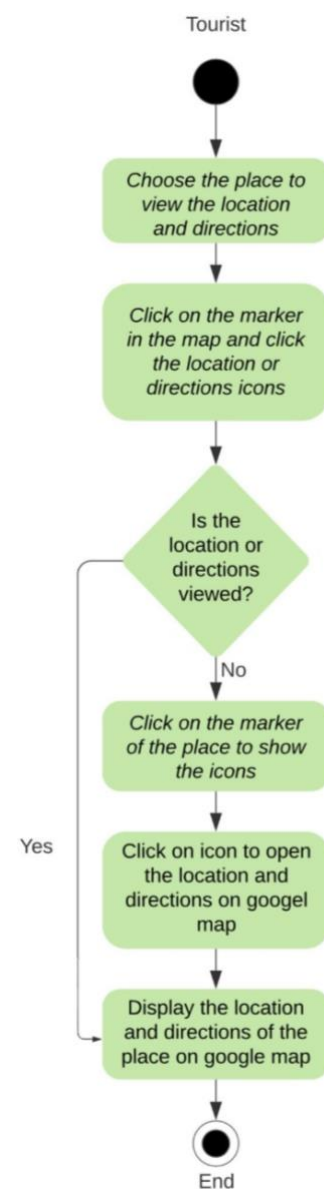 Tourist
Choose the place to
view the location
and directions
Click on the marker
in the map and click
the location or
directions icons
Is the
location or
directions
viewed?
No
Click on the marker
of the place to show
the icons
Yes
Click on icon to open
the location and
directions on googel
map
Display the location
and directions of the
place on google map
End